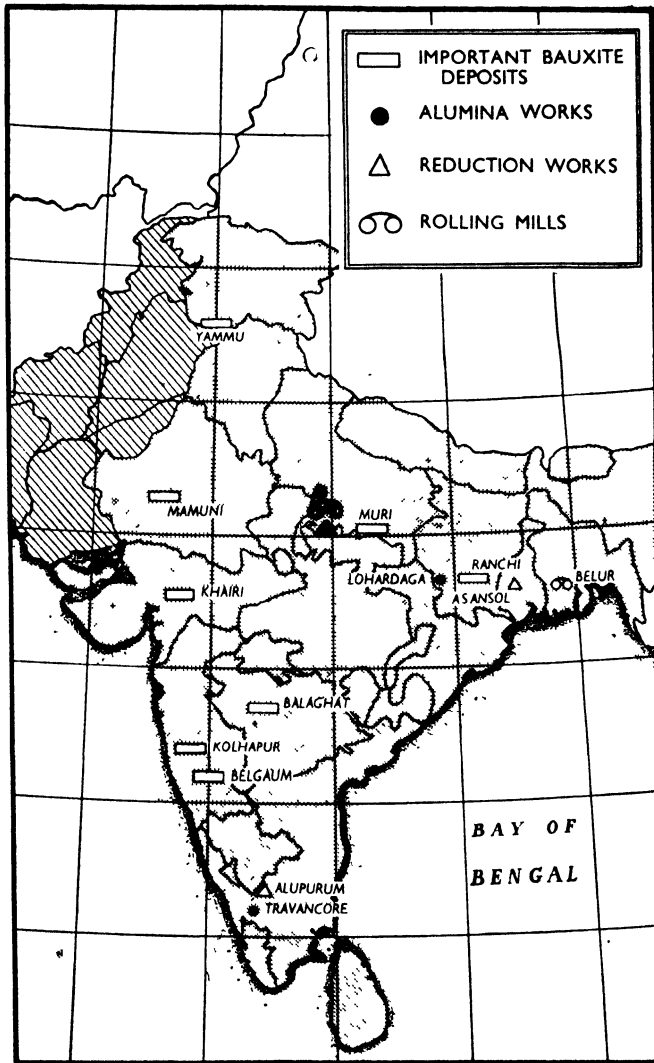 IMPORTANT BAUXITE
DEPOSITS
ALUMINA WORKS
REDUCTION WORKS
ROLLING MILLS
YAMMU
MAMUNI
MURI
LOHARDAGA
RANCHI
ASANSOL
BELUR
KHAIRI
BALAGHAT
KOLHAPUR
BELGAUM
BAY OF
BENGAL
ALUPURUM
TRAVANCORE